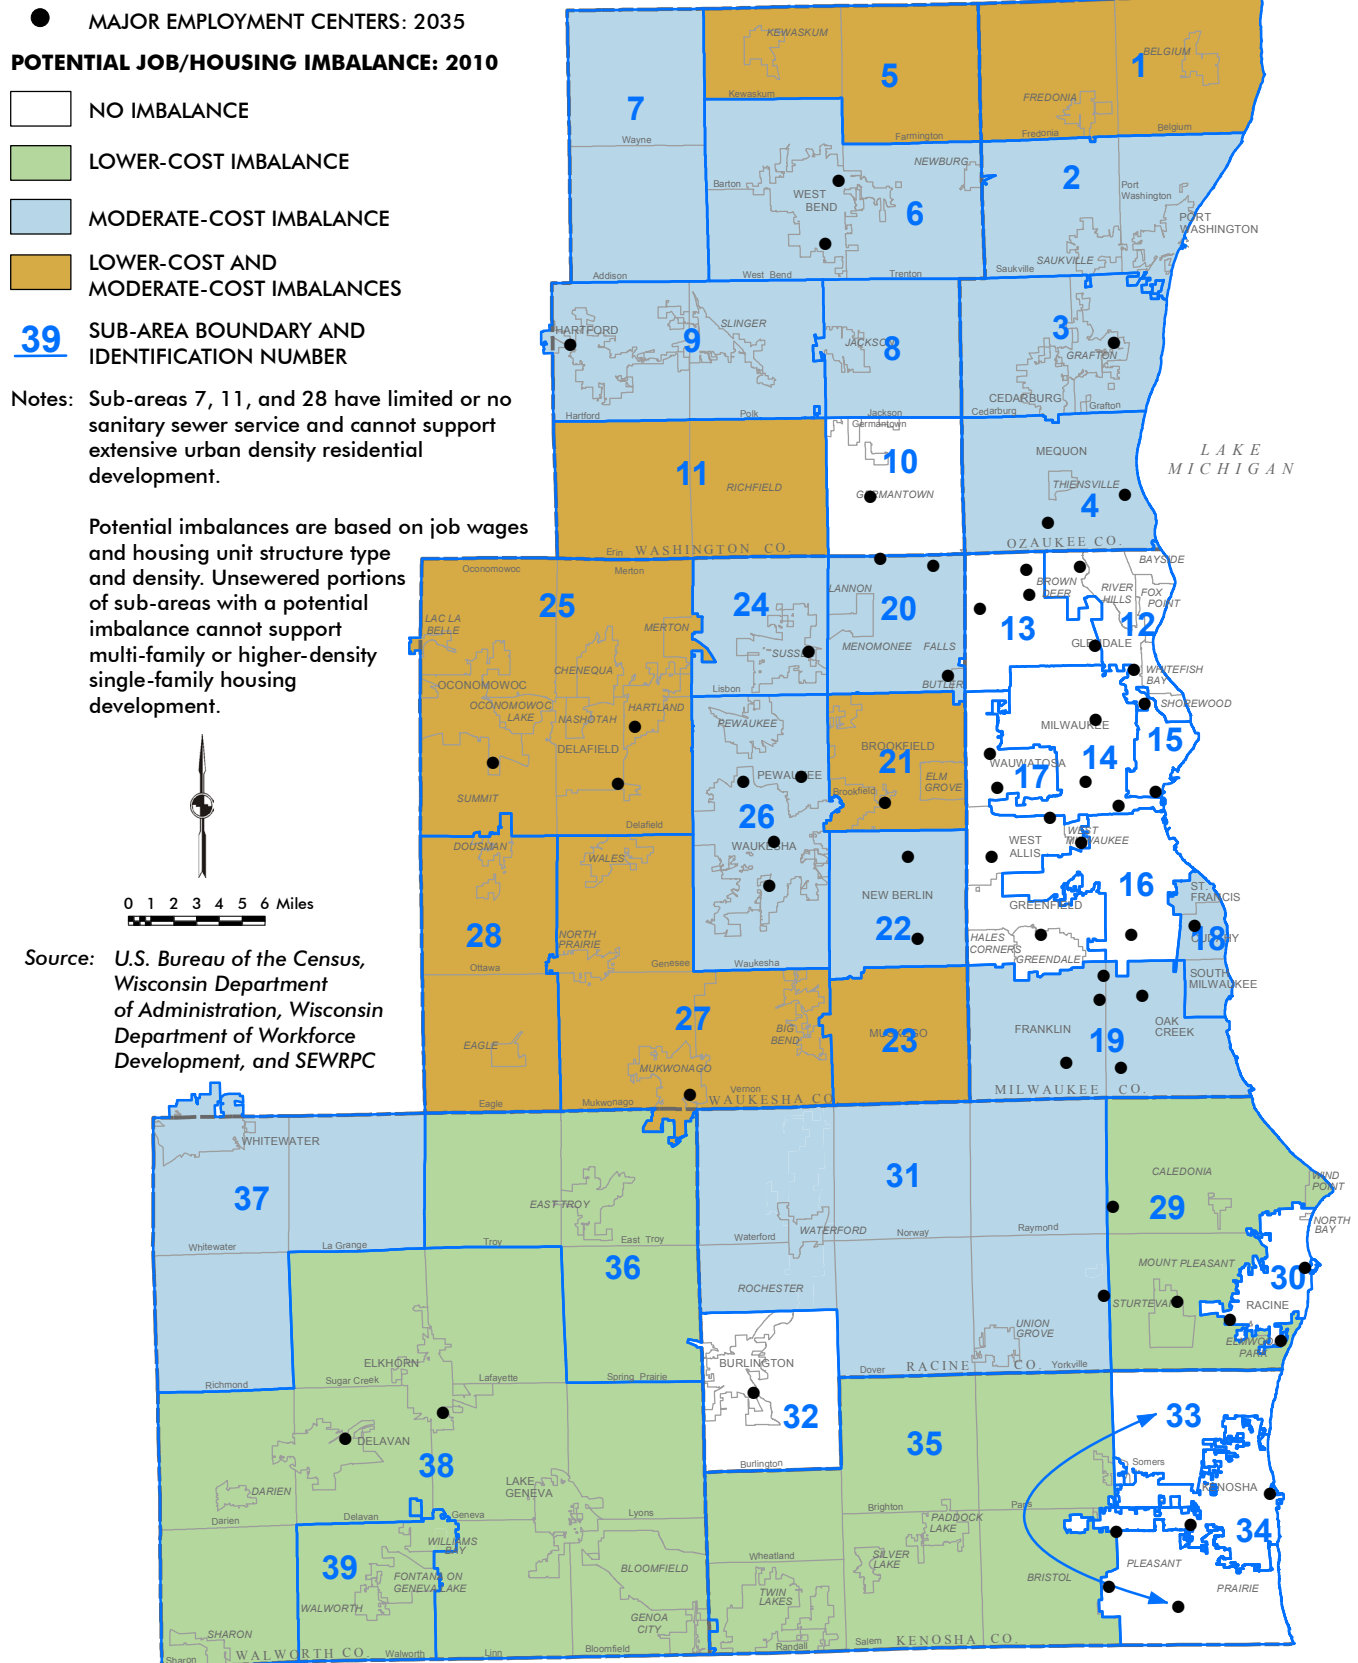 MAJOR EMPLOYMENT CENTERS: 2035
POTENTIAL JOB/HOUSING IMBALANCE: 2010
NO IMBALANCE
LOWER-COST IMBALANCE
MODERATE-COST IMBALANCE
LOWER-COST AND
MODERATE-COST IMBALANCES
39 SUB-AREA BOUNDARY AND
IDENTIFICATION NUMBER
Notes: Sub-areas 7, 11, and 28 have limited or no
sanitary sewer service and cannot support
extensive urban density residential
development.
Potential imbalances are based on job wages
and housing unit structure type
and density. Unsewered portions
of sub-areas with a potential
imbalance cannot support
multi-family or higher-density
single-family housing
development.
0 1 2 3 4 5 6 Miles
Source: U.S. Bureau of the Census,
Wisconsin Department
of Administration, Wisconsin
Department of Workforce
Development, and SEWRPC
KEWASKUM
5
1
BELGIUM
Kewaskum
FREDONIA
7
Wayne
Farmington
Fredonia
Belgium
NEWBURG
2
Barton
WEST
BEND
6
Port
Washington
PORT
WASHINGTON
SAUKVILLE
Addison
West Bend
Trenton
Saukville
HARTFORD
SLINGER
9
JACKSON
8
3
GRAFTON
CEDARBURG
Hartford
Polk
Jackson
Cedarburg
Grafton
Germantown
11
RICHFIELD
10
GERMANTOWN
MEQUON
THIENSVILLE
4
LAKE
MICHIGAN
Erin
WASHINGTON CO.
OZAUKEE CO.
Oconomowoc
Merton
25
LAC LA
BELLE
MERTON
CHENEQUA
OCONOMOWOC
OCONOMOWOC
LAKE
NASHOTAH
HARTLAND
DELAFIELD
SUMMIT
Delafield
24
SUSSEX
Lisbon
LANNON
20
MENOMONEE FALLS
BUTLER
BROWN
DEER
13
BAYSIDE
RIVER
HILLS
FOX
POINT
12
GLENDALE
WHITEFISH
BAY
SHOREWOOD
PEWAUKEE
PEWAUKEE
26
WAUKESHA
Waukesha
BROOKFIELD
21
Brookfield
ELM
GROVE
MILWAUKEE
WAUWATOSA
17
14
15
DOUSMAN
WALES
28
Ottawa
NORTH
PRAIRIE
Genesee
NEW BERLIN
22
WEST
ALLIS
WEST
MILWAUKEE
16
GREENFIELD
HALES
CORNERS
GREENDALE
ST.
FRANCIS
18
CUDAHY
SOUTH
MILWAUKEE
EAGLE
Eagle
27
BIG
BEND
MUKWONAGO
Mukwonago
Vernon
WAUKESHA CO.
MUSKEGO
23
FRANKLIN
19
OAK
CREEK
MILWAUKEE CO.
WHITEWATER
37
Whitewater
La Grange
Richmond
EAST TROY
Troy
East Troy
36
Spring Prairie
31
WATERFORD
Waterford
Norway
Raymond
ROCHESTER
UNION
GROVE
Dover
RACINE CO.
Yorkville
CALEDONIA
29
WIND
POINT
NORTH
BAY
MOUNT PLEASANT
30
RACINE
STURTEVANT
ELMWOOD
PARK
ELKHORN
Sugar Creek
Lafayette
DELAVAN
38
DARIEN
Darien
Delavan
Geneva
LAKE
GENEVA
Lyons
WILLIAMS
BAY
39
FONTANA ON
GENEVA LAKE
WALWORTH
BLOOMFIELD
GENOA
CITY
SHARON
Sharon
WALWORTH CO.
Walworth
Linn
Bloomfield
BURLINGTON
32
Burlington
35
Brighton
Paris
PADDOCK
LAKE
SILVER
LAKE
Wheatland
TWIN
LAKES
BRISTOL
Randall
Salem
KENOSHA CO.
33
Somers
KENOSHA
34
PLEASANT
PRAIRIE